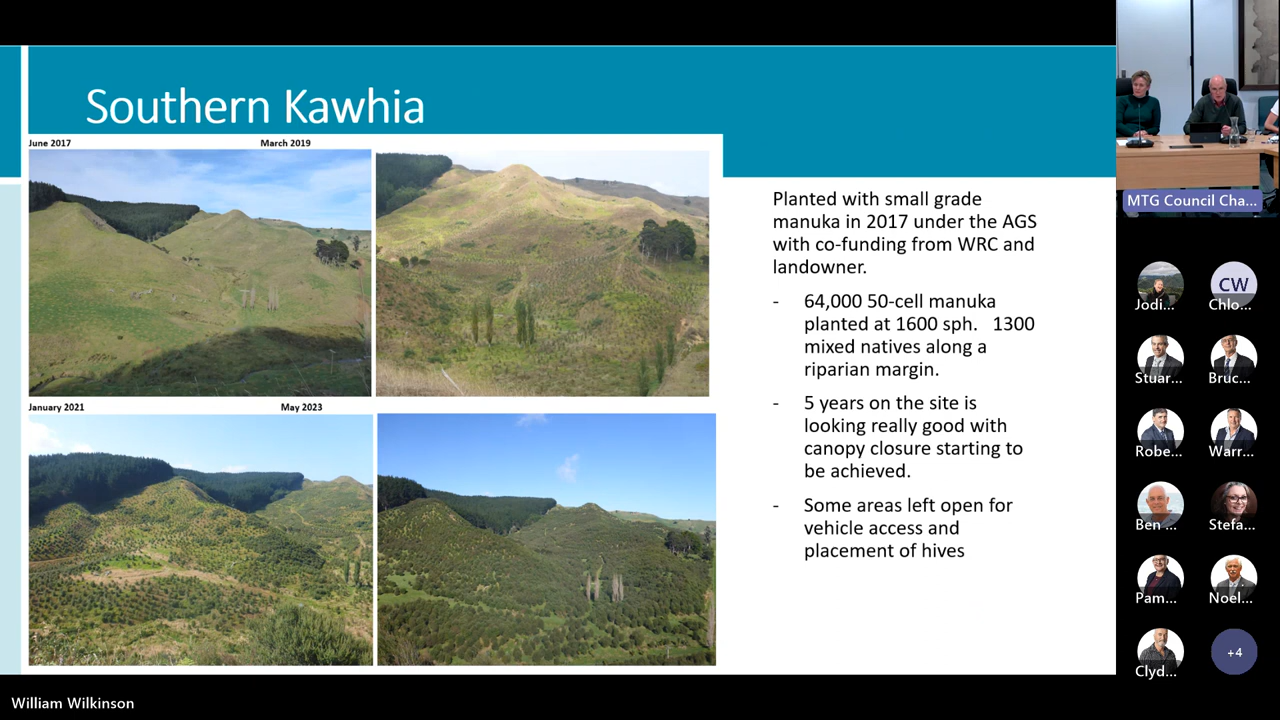 Southern Kawhia
June 2017
March 2019
January 2021
May 2023
Planted with small grade
manuka in 2017 under the AGS
with co-funding from WRC and
landowner.
- 64,000 50-cell manuka
planted at 1600 sph. 1300
mixed natives along a
riparian margin.
- 5 years on the site is
looking really good with
canopy closure starting to
be achieved.
- Some areas left open for
vehicle access and
placement of hives
MTG Council Cha...
CW
Jodi...
Chlo...
Stuar...
Bruc...
Robe...
Warr...
Ben ...
Stefa...
Pam...
Noel...
Clyd...
+4
William Wilkinson